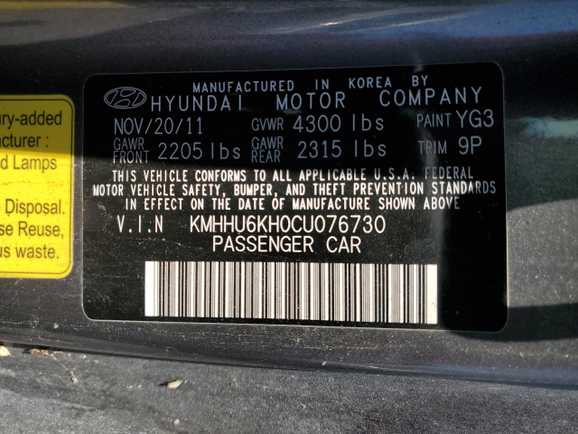 MANUFACTURED IN KOREA BY
HYUNDAI MOTOR COMPANY
NOV/20/11 GVWR 4300 lbs PAINT YG3
GAWR FRONT 2205 lbs GAWR REAR 2315 lbs TRIM 9P
THIS VEHICLE CONFORMS TO ALL APPLICABLE U.S.A. FEDERAL
MOTOR VEHICLE SAFETY, BUMPER, AND THEFT PREVENTION STANDARDS
IN EFFECT ON THE DATE OF MANUFACTURE SHOWN ABOVE
V.I.N KMHHU6KH0CU076730
PASSENGER CAR
ury-added
nufacturer :
d Lamps
Disposal.
se Reuse,
us waste.